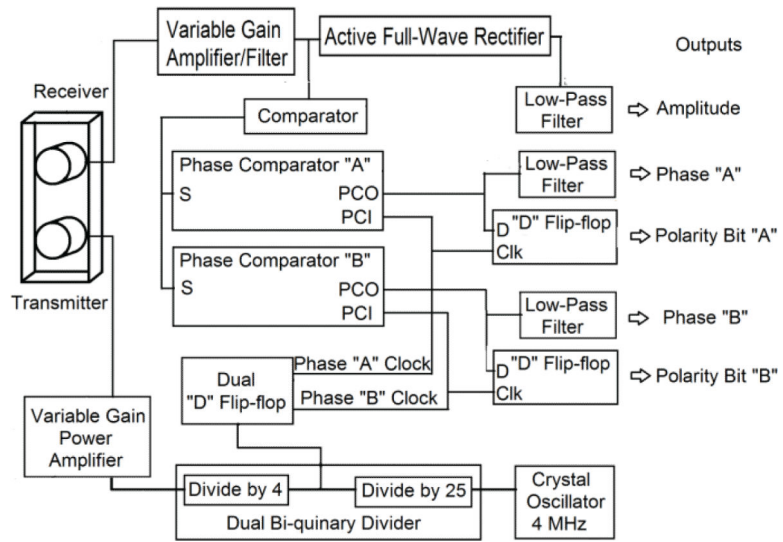 Variable Gain
Amplifier/Filter
Active Full-Wave Rectifier
Outputs
Receiver
Comparator
Low-Pass
Filter
Amplitude
Phase Comparator "A"
S
PCO
PCI
Low-Pass
Filter
Phase "A"
D "D" Flip-flop
Clk
Polarity Bit "A"
Phase Comparator "B"
S
PCO
PCI
Transmitter
Low-Pass
Filter
Phase "B"
Dual
"D" Flip-flop
Phase "A" Clock
Phase "B" Clock
D "D" Flip-flop
Clk
Polarity Bit "B"
Variable Gain
Power
Amplifier
Divide by 4
Divide by 25
Dual Bi-quinary Divider
Crystal
Oscillator
4 MHz